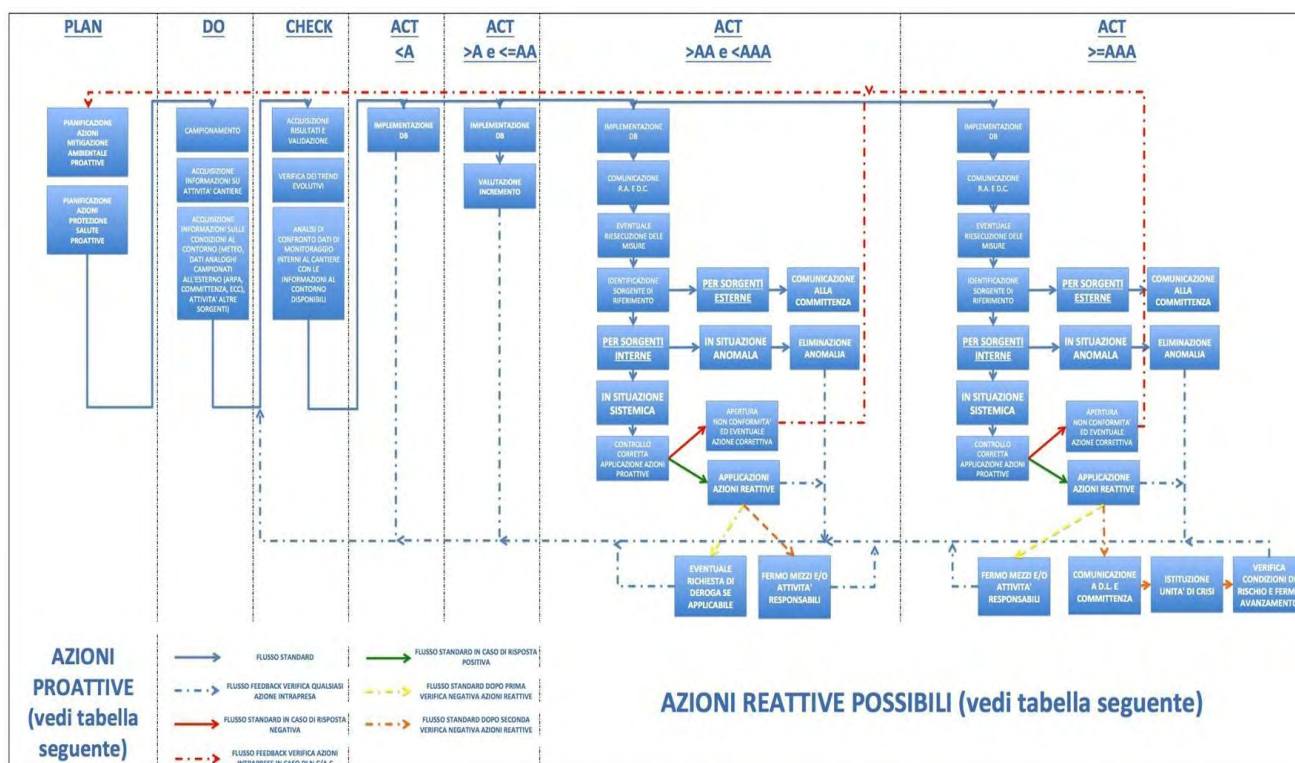 PLAN
DO
CHECK
ACT
<A
ACT
>A e <=AA
ACT
>AA e <AAA
ACT
>=AAA
PIANIFICAZIONE
AZIONI
MITIGAZIONE
AMBIENTALE
PROATTIVE
PIANIFICAZIONE
AZIONI
PROTEZIONE
SALUTE
PROATTIVE
CAMPIONAMENTO
ACQUISIZIONE
INFORMAZIONI SU
ATTIVITA' CANTIERE
ACQUISIZIONE
INFORMAZIONI SULLE
CONDIZIONI AL
CONTORNO (METEO,
DATI ANALOGHI
CAMPIONATI
ALL'ESTERNO (ARPA,
COMMITTENZA, ECC),
ATTIVITA' ALTRE
SORGENTI)
ACQUISIZIONE
RISULTATI E
VALIDAZIONE
VERIFICA DEI TREND
EVOLUTIVI
ANALISI DI
CONFRONTO DATI DI
MONITORAGGIO
INTERNI AL CANTIERE
CON LE
INFORMAZIONI AL
CONTORNO
DISPONIBILI
IMPLEMENTAZIONE
DB
IMPLEMENTAZIONE
DB
VALUTAZIONE
INCREMENTO
IMPLEMENTAZIONE
DB
COMUNICAZIONE
R.A. E D.C.
EVENTUALE
RIESECUZIONE DELE
MISURE
IDENTIFICAZIONE
SORGENTE DI
RIFERIMENTO
PER SORGENTI
ESTERNE
COMUNICAZIONE
ALLA
COMMITTENZA
PER SORGENTI
INTERNE
IN SITUAZIONE
ANOMALA
ELIMINAZIONE
ANOMALIA
IN SITUAZIONE
SISTEMICA
CONTROLLO
CORRETTA
APPLICAZIONE AZIONI
PROATTIVE
APERTURA
NON CONFORMITA'
ED EVENTUALE
AZIONE CORRETTIVA
APPLICAZIONI
AZIONI REATTIVE
EVENTUALE
RICHIESTA DI
DEROGA SE
APPLICABILE
FERMO MEZZI E/O
ATTIVITA'
RESPONSABILI
IMPLEMENTAZIONE
DB
COMUNICAZIONE
R.A. E D.C.
EVENTUALE
RIESECUZIONE DELE
MISURE
IDENTIFICAZIONE
SORGENTE DI
RIFERIMENTO
PER SORGENTI
ESTERNE
COMUNICAZIONE
ALLA
COMMITTENZA
PER SORGENTI
INTERNE
IN SITUAZIONE
ANOMALA
ELIMINAZIONE
ANOMALIA
IN SITUAZIONE
SISTEMICA
CONTROLLO
CORRETTA
APPLICAZIONE AZIONI
PROATTIVE
APERTURA
NON CONFORMITA'
ED EVENTUALE
AZIONE CORRETTIVA
APPLICAZIONE
AZIONI REATTIVE
FERMO MEZZI E/O
ATTIVITA'
RESPONSABILI
COMUNICAZIONE
A D.L. E
COMMITTENZA
ISTITUZIONE
UNITA' DI CRISI
VERIFICA
CONDIZIONI DI
RISCHIO E FERMO
AVANZAMENTO
AZIONI
PROATTIVE
(vedi tabella
seguente)
FLUSSO STANDARD
FLUSSO FEEDBACK VERIFICA QUALSIASI
AZIONE INTRAPRESA
FLUSSO STANDARD IN CASO DI RISPOSTA
NEGATIVA
FLUSSO FEEDBACK VERIFICA AZIONI
INTRAPRESE IN CASO DI N.C/A.C
FLUSSO STANDARD IN CASO DI RISPOSTA
POSITIVA
FLUSSO STANDARD DOPO PRIMA
VERIFICA NEGATIVA AZIONI REATTIVE
FLUSSO STANDARD DOPO SECONDA
VERIFICA NEGATIVA AZIONI REATTIVE
AZIONI REATTIVE POSSIBILI (vedi tabella seguente)